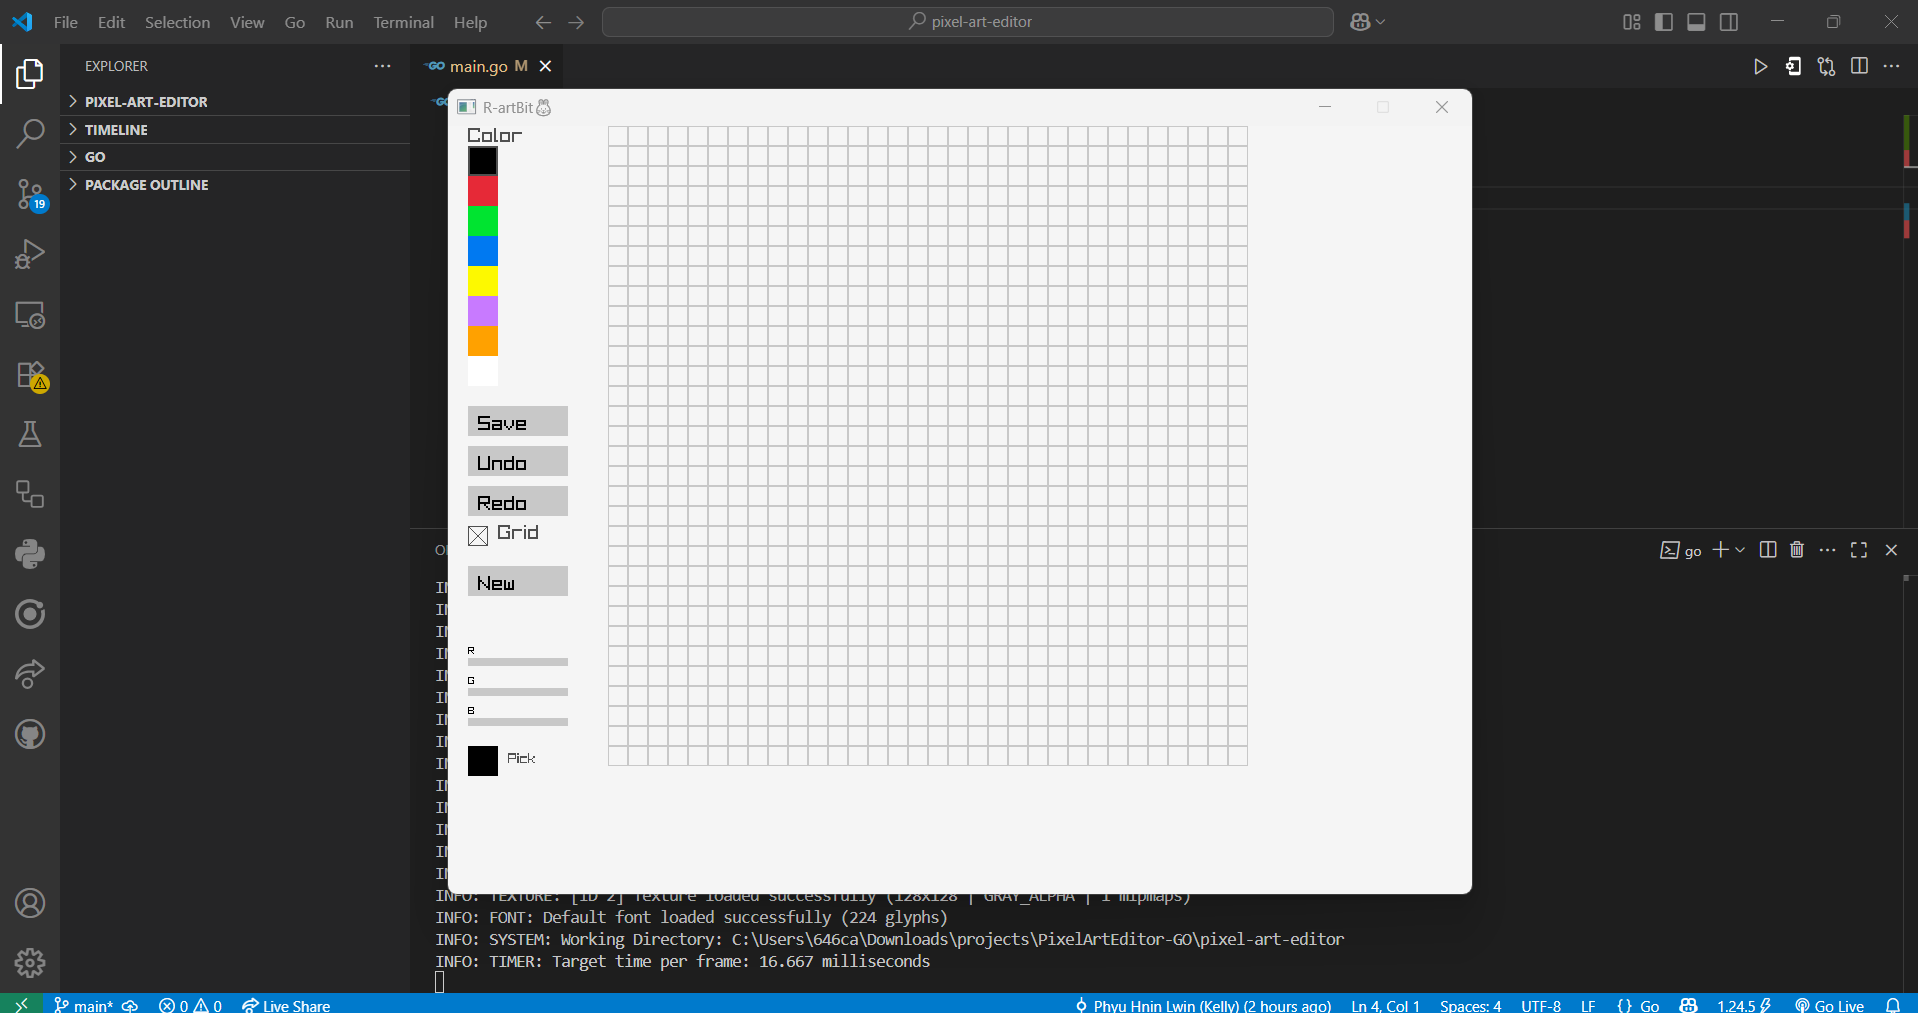 File Edit Selection View Go Run Terminal Help
pixel-art-editor
EXPLORER
PIXEL-ART-EDITOR
TIMELINE
GO
PACKAGE OUTLINE
19
GO main.go M
R-artBit
Color
Save
Undo
Redo
Grid
New
R
G
B
Pick
go
INFO: TEXTURE: [ID 2] Texture loaded successfully (128x128 | GRAY_ALPHA | 1 mipmaps)
INFO: FONT: Default font loaded successfully (224 glyphs)
INFO: SYSTEM: Working Directory: C:\Users\646ca\Downloads\projects\PixelArtEditor-GO\pixel-art-editor
INFO: TIMER: Target time per frame: 16.667 milliseconds
main* 0 0 Live Share Phyu Hnin Lwin (Kelly) (2 hours ago) Ln 4, Col 1 Spaces: 4 UTF-8 LF {} Go 1.24.5 Go Live